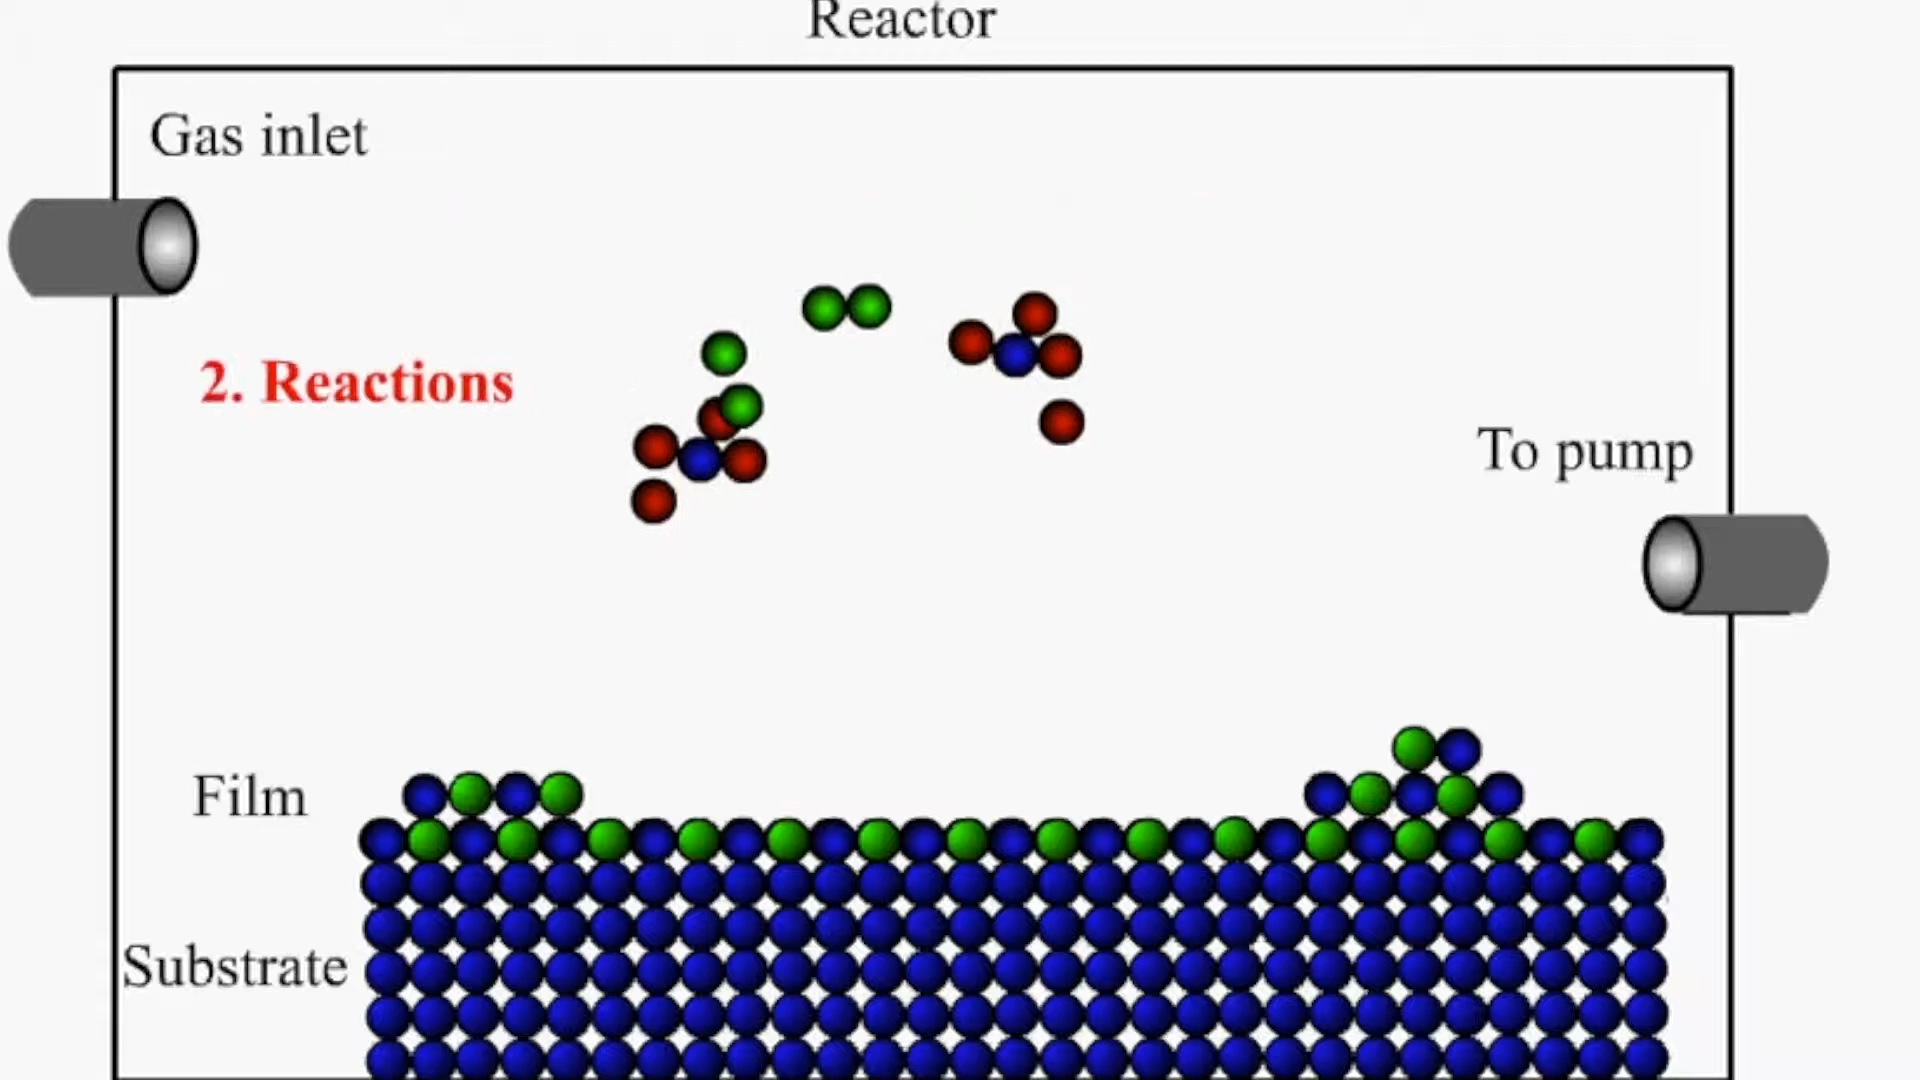 Reactor
Gas inlet
2. Reactions
To pump
Film
Substrate